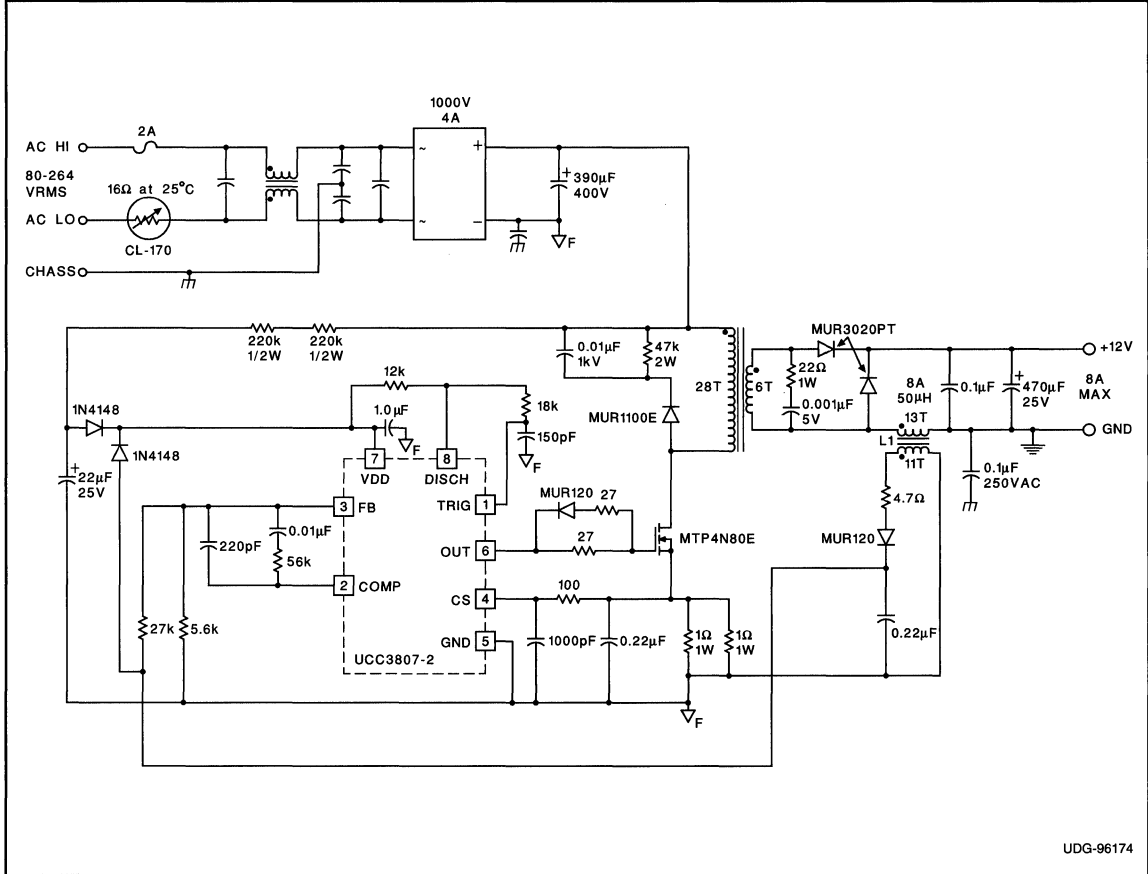 1000V
4A
2A
AC HI
~
+
80-264
VRMS
16Ω at 25°C
+
390µF
400V
AC LO
~
–
F
CL-170
CHASS
220k
1/2W
220k
1/2W
0.01µF
1kV
47k
2W
MUR3020PT
+12V
12k
28T
6T
22Ω
1W
8A
50µH
0.1µF
+
470µF
25V
8A
MAX
1N4148
1.0µF
18k
MUR1100E
0.001µF
5V
13T
GND
F
150pF
L1
1N4148
7
8
F
11T
+
22µF
25V
VDD
DISCH
0.1µF
250VAC
3
FB
TRIG
1
MUR120
27
4.7Ω
0.01µF
220pF
OUT
6
27
MTP4N80E
MUR120
56k
2
COMP
CS
4
100
27k
5.6k
1000pF
0.22µF
1Ω
1W
1Ω
1W
0.22µF
GND
5
UCC3807-2
F
UDG-96174